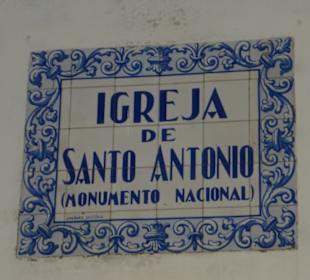 IGREJA
DE
SANTO ANTONIO
(MONUMENTO NACIONAL)